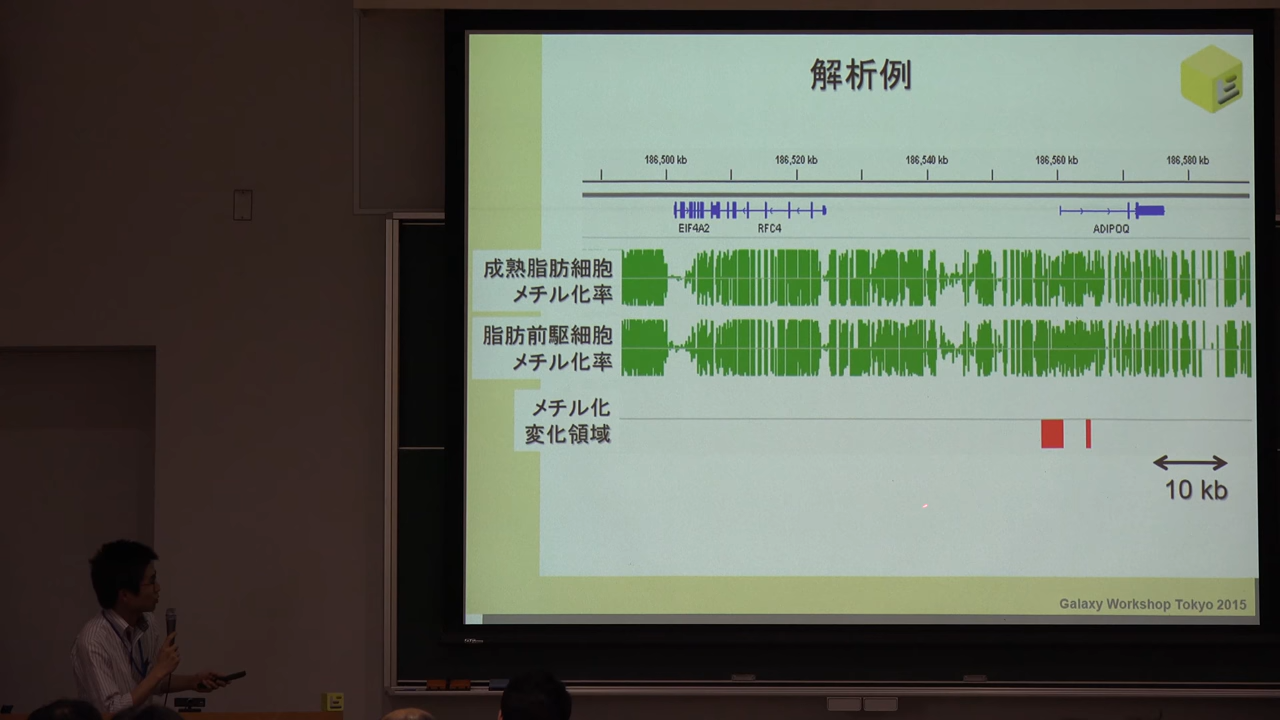 解析例
186,500 kb 186,520 kb 186,540 kb 186,560 kb 186,580 kb
EIF4A2 RFC4 ADIPOQ
成熟脂肪細胞
メチル化率
脂肪前駆細胞
メチル化率
メチル化
変化領域
10 kb
Galaxy Workshop Tokyo 2015